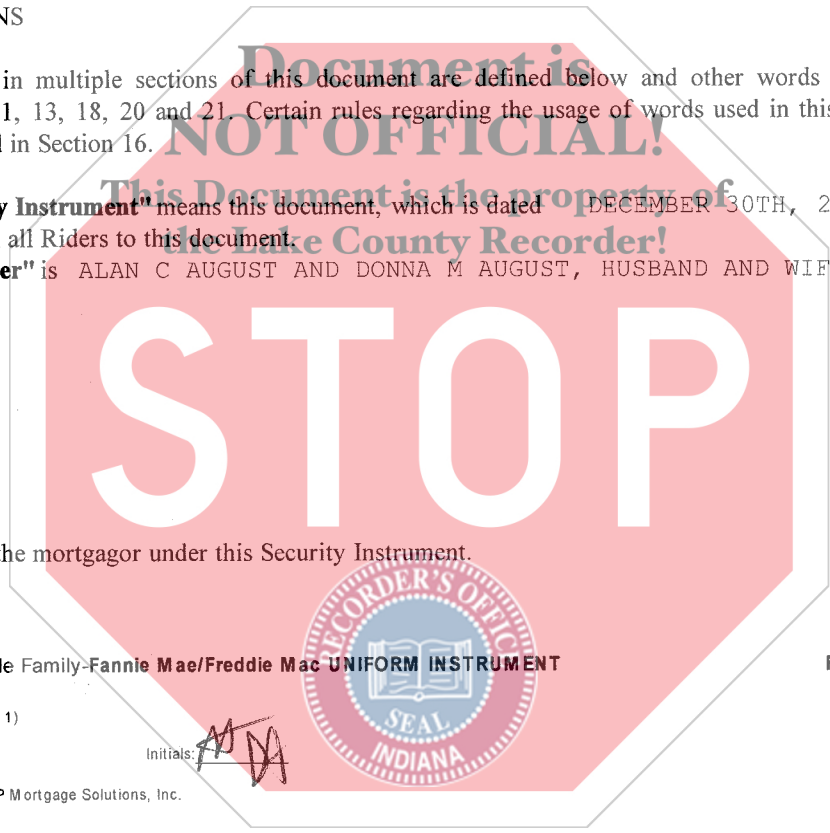 NS
Document is
in multiple sections of this document are defined below and other words
1, 13, 18, 20 and 21. Certain rules regarding the usage of words used in this
in Section 16.
NOT OFFICIAL!
This Document is the property of
y Instrument" means this document, which is dated DECEMBER 30TH, 2
all Riders to this document.
the Lake County Recorder!
er" is ALAN C AUGUST AND DONNA M AUGUST, HUSBAND AND WIF
STOP
he mortgagor under this Security Instrument.
RECORDER'S OFFICE
le Family-Fannie Mae/Freddie Mac UNIFORM INSTRUMENT
SEAL
1)
INDIANA
Initials: AA DA
P Mortgage Solutions, Inc.